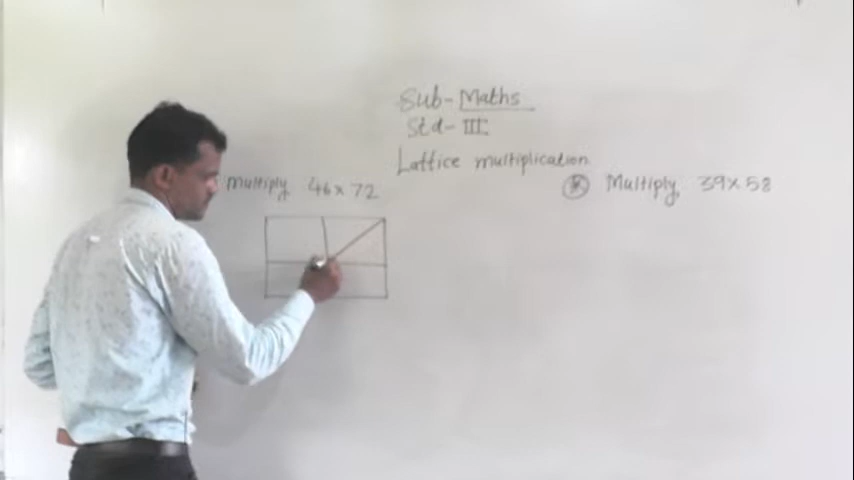 Sub- Maths
Std- III
Lattice multiplication
multiply 46 x 72
Multiply 39 x 58